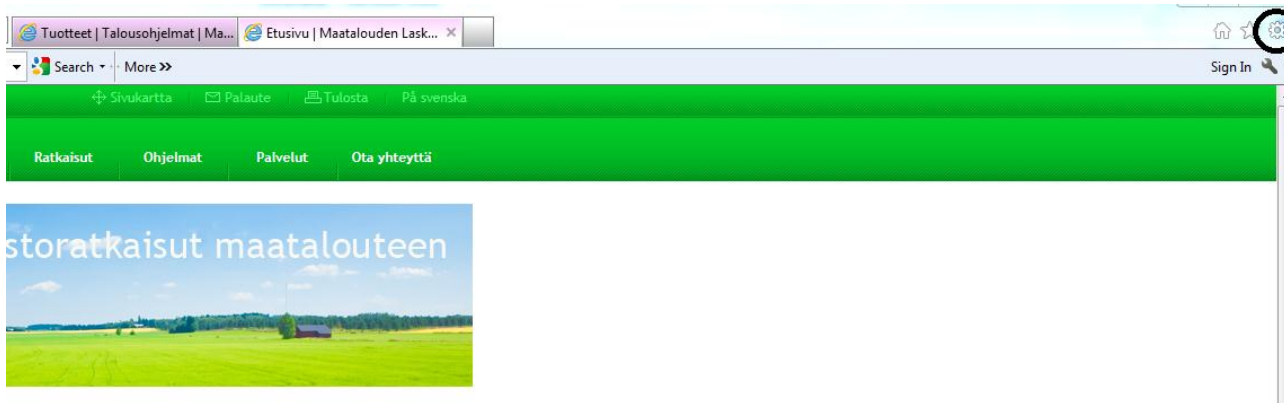 Tuotteet | Talousohjelmat | Ma... Etusivu | Maatalouden Lask...
Search More >> Sign In
Sivukartta Palaute Tulosta På svenska
Ratkaisut Ohjelmat Palvelut Ota yhteyttä
storatkaisut maatalouteen